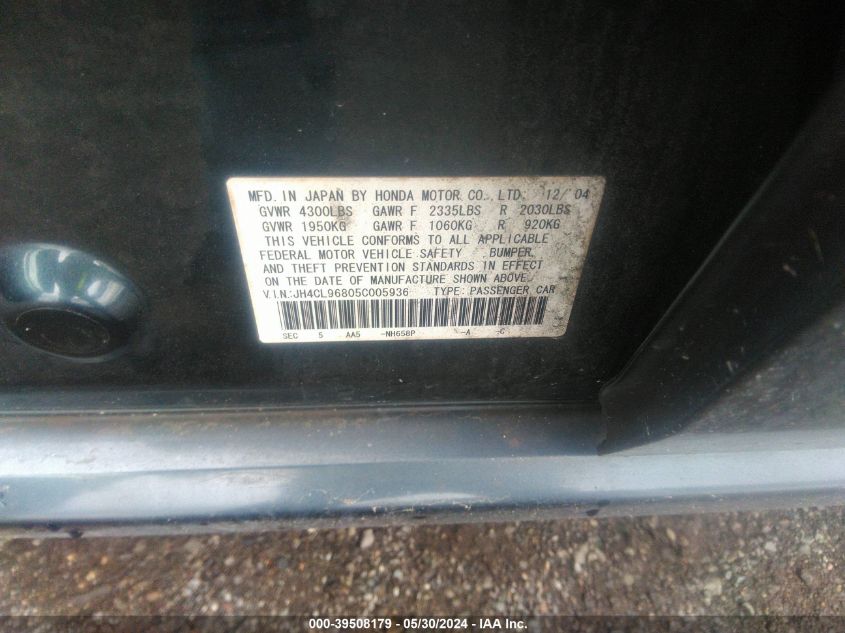 MFD. IN JAPAN BY HONDA MOTOR CO., LTD. 12/'04
GVWR 4300LBS GAWR F 2335LBS R 2030LBS
GVWR 1950KG GAWR F 1060KG R 920KG
THIS VEHICLE CONFORMS TO ALL APPLICABLE
FEDERAL MOTOR VEHICLE SAFETY, BUMPER,
AND THEFT PREVENTION STANDARDS IN EFFECT
ON THE DATE OF MANUFACTURE SHOWN ABOVE.
V.I.N.:JH4CL96805C005936 TYPE: PASSENGER CAR
SEC 5 AA5 -NH658P -A -C
000-39508179 - 05/30/2024 - IAA Inc.